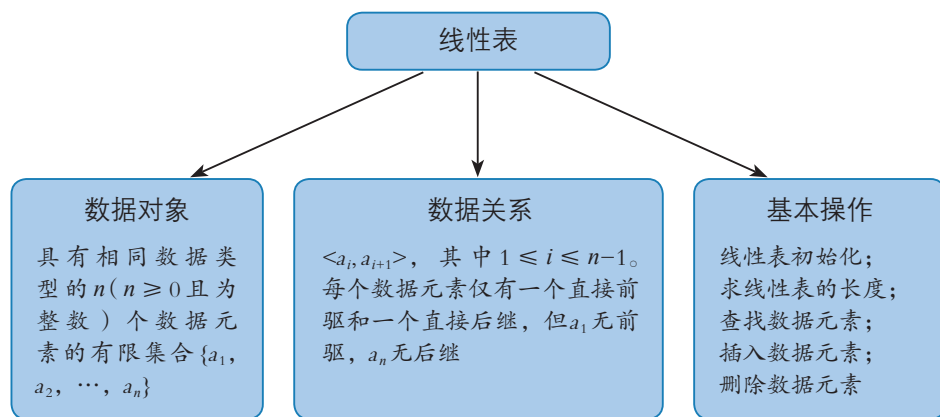 线性表
数据对象
具有相同数据类
型的n(n≥0且为
整数)个数据元
素的有限集合{a₁,
a₂, …, aₙ}
数据关系
<aᵢ, aᵢ₊₁>, 其中1≤i≤n-1。
每个数据元素仅有一个直接前
驱和一个直接后继, 但a₁无前
驱, aₙ无后继
基本操作
线性表初始化;
求线性表的长度;
查找数据元素;
插入数据元素;
删除数据元素